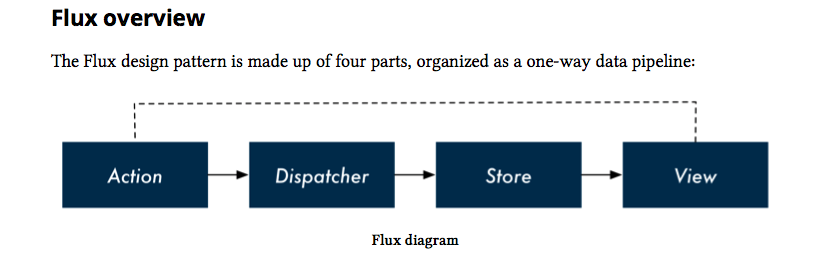 Flux overview
The Flux design pattern is made up of four parts, organized as a one-way data pipeline:
Action
Dispatcher
Store
View
Flux diagram